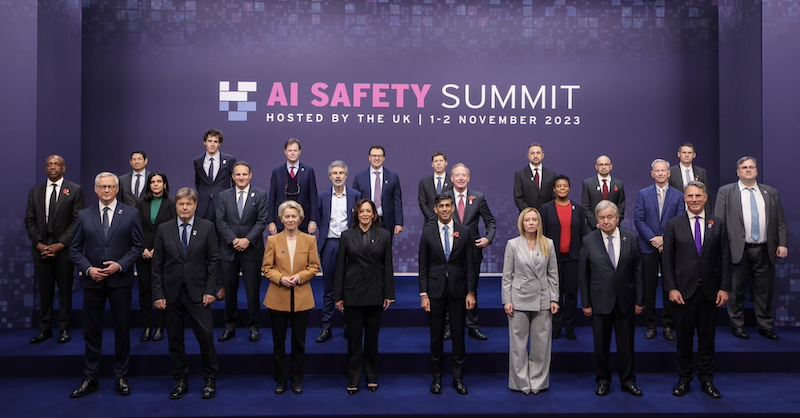 AI SAFETY SUMMIT
HOSTED BY THE UK | 1-2 NOVEMBER 2023